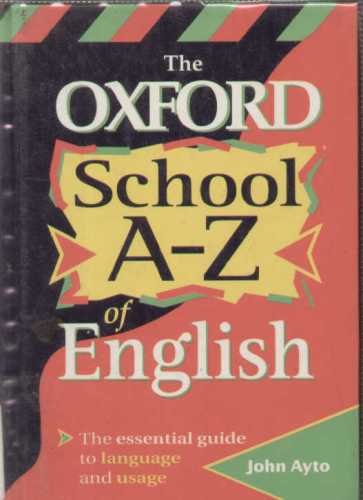 The
OXFORD
School
A-Z
of
English
The essential guide
to language
and usage
John Ayto